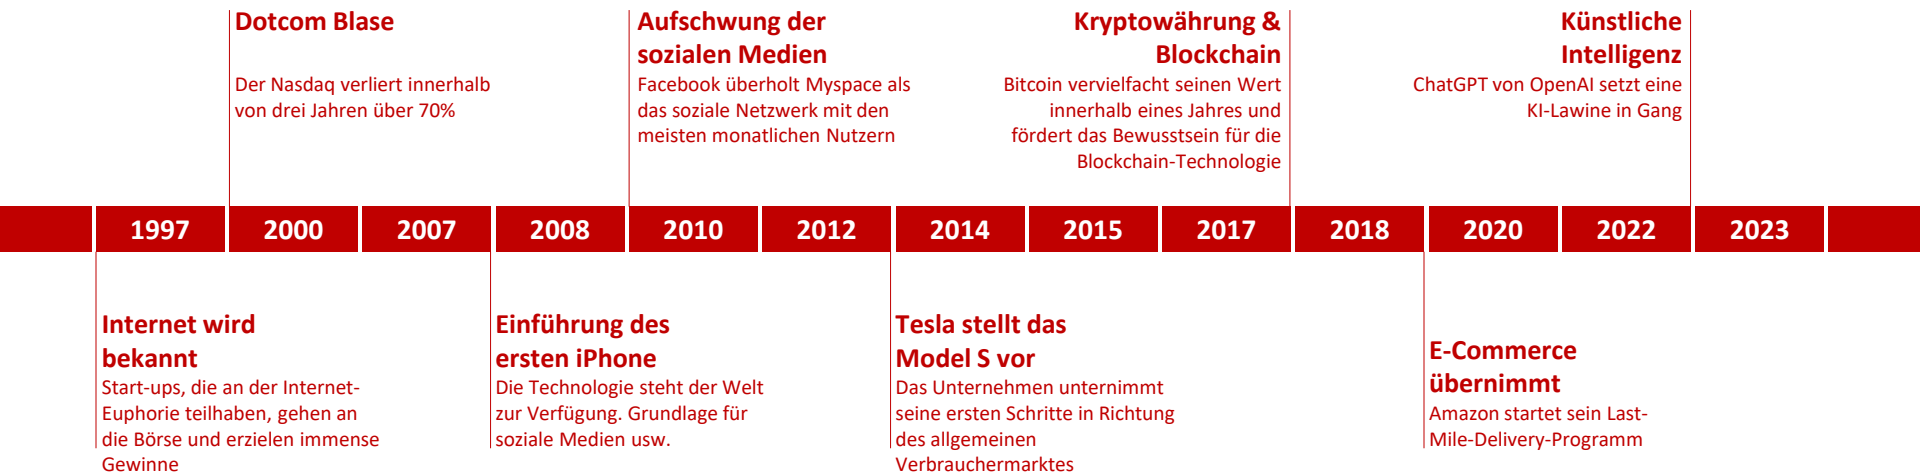 Dotcom Blase
Der Nasdaq verliert innerhalb
von drei Jahren über 70%
Aufschwung der
sozialen Medien
Facebook überholt Myspace als
das soziale Netzwerk mit den
meisten monatlichen Nutzern
Kryptowährung &
Blockchain
Bitcoin vervielfacht seinen Wert
innerhalb eines Jahres und
fördert das Bewusstsein für die
Blockchain-Technologie
Künstliche
Intelligenz
ChatGPT von OpenAI setzt eine
KI-Lawine in Gang
1997 2000 2007 2008 2010 2012 2014 2015 2017 2018 2020 2022 2023
Internet wird
bekannt
Start-ups, die an der Internet-
Euphorie teilhaben, gehen an
die Börse und erzielen immense
Gewinne
Einführung des
ersten iPhone
Die Technologie steht der Welt
zur Verfügung. Grundlage für
soziale Medien usw.
Tesla stellt das
Model S vor
Das Unternehmen unternimmt
seine ersten Schritte in Richtung
des allgemeinen
Verbrauchermarktes
E-Commerce
übernimmt
Amazon startet sein Last-
Mile-Delivery-Programm